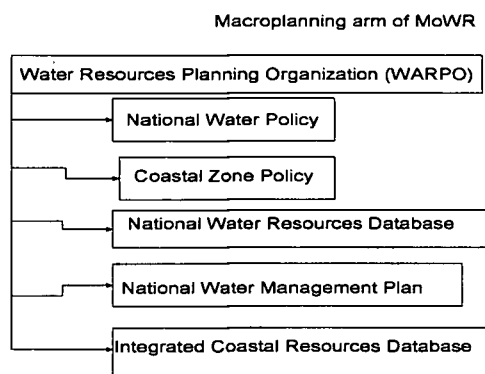 Macroplanning arm of MoWR
Water Resources Planning Organization (WARPO)
National Water Policy
Coastal Zone Policy
National Water Resources Database
National Water Management Plan
Integrated Coastal Resources Database